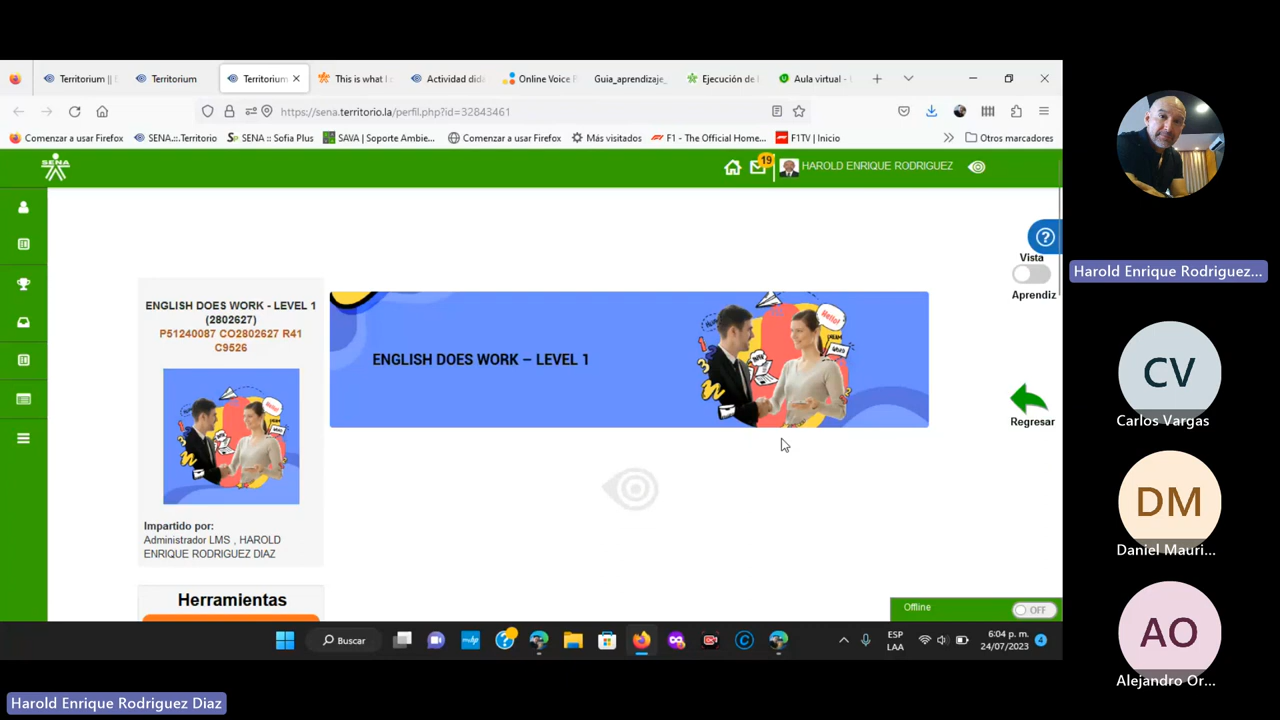 Territorium || E
Territorium
Territorium
This is what I
Actividad did
Online Voice
Guia_aprendizaje_
Ejecución de
Aula virtual -
https://sena.territorio.la/perfil.php?id=32843461
Comenzar a usar Firefox
SENA.::.Territorio
SENA :: Sofia Plus
SAVA | Soporte Ambie...
Comenzar a usar Firefox
Más visitados
F1 - The Official Home...
F1TV | Inicio
Otros marcadores
SENA
19
HAROLD ENRIQUE RODRIGUEZ
Vista
Aprendiz
ENGLISH DOES WORK - LEVEL 1
(2802627)
P51240087 CO2802627 R41
C9526
ENGLISH DOES WORK – LEVEL 1
Hello!
Regresar
Impartido por:
Administrador LMS , HAROLD
ENRIQUE RODRIGUEZ DIAZ
Herramientas
Offline
OFF
Buscar
ESP
LAA
6:04 p. m.
24/07/2023
4
Harold Enrique Rodriguez...
CV
Carlos Vargas
DM
Daniel Mauri...
AO
Alejandro Or...
Harold Enrique Rodriguez Diaz